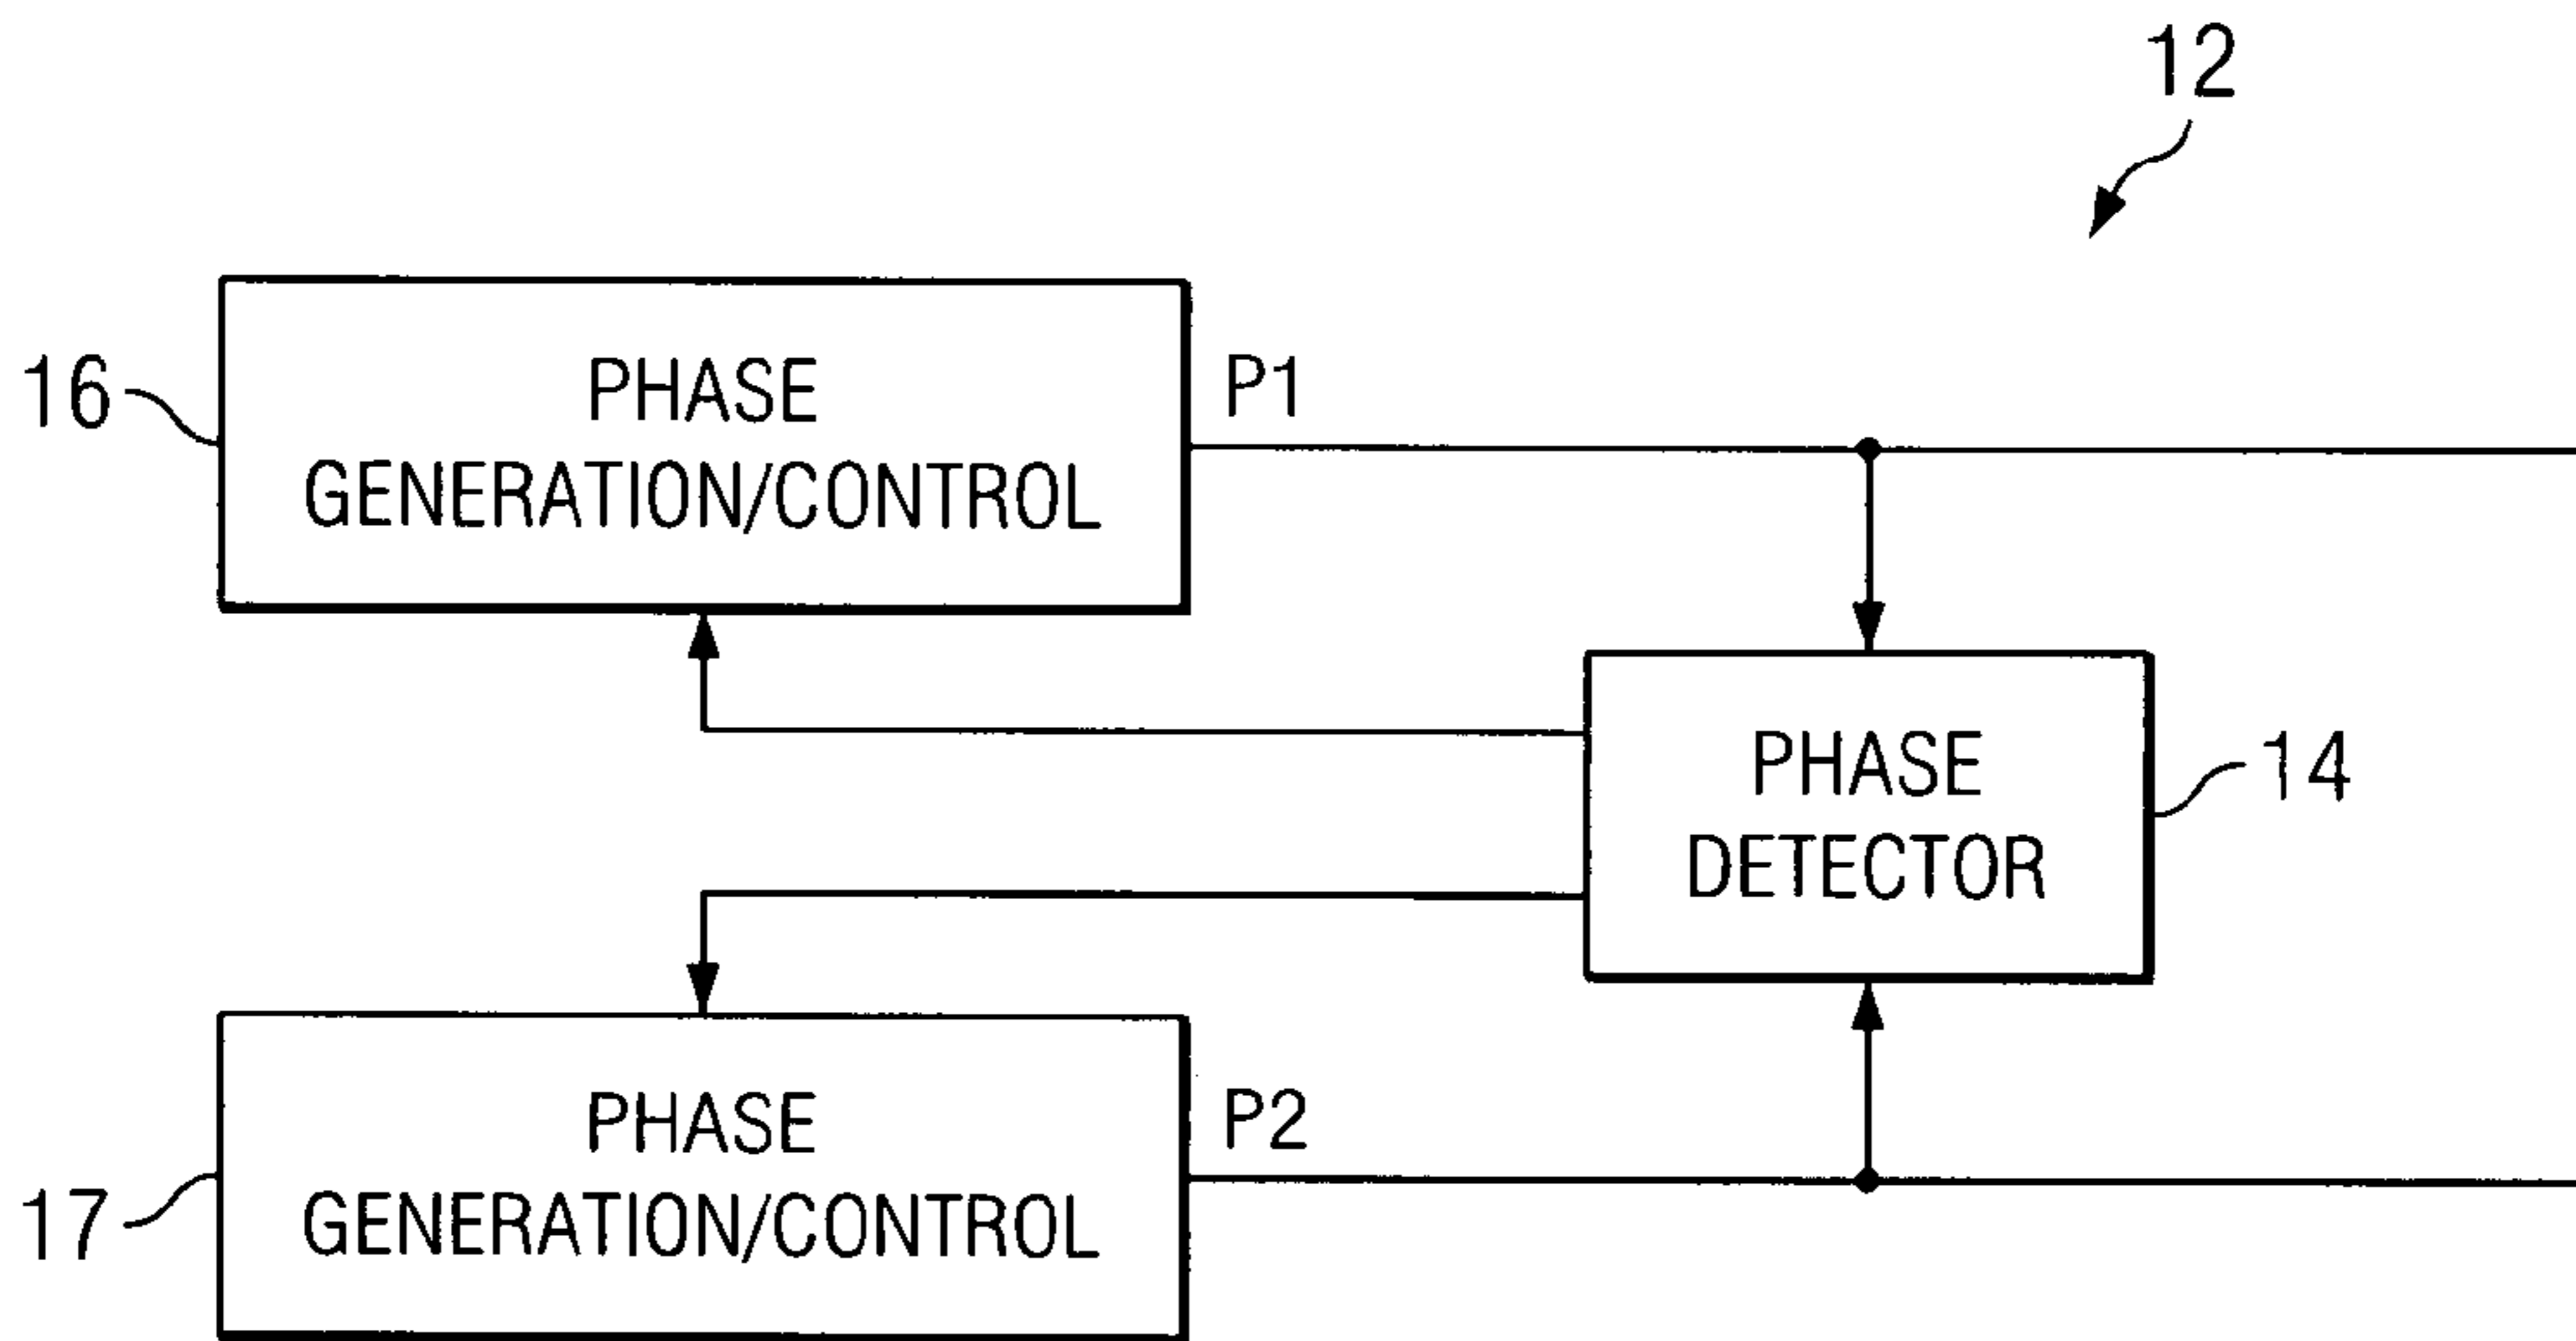 12
16
PHASE
GENERATION/CONTROL
P1
PHASE
DETECTOR
14
17
PHASE
GENERATION/CONTROL
P2